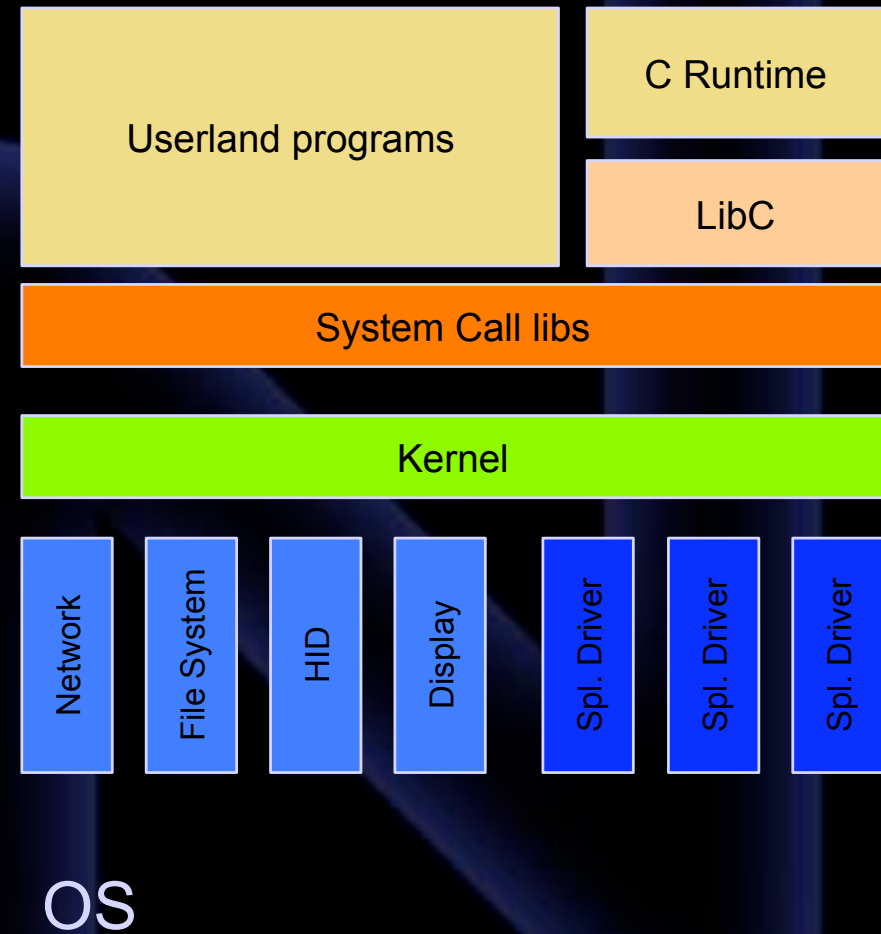 Userland programs
C Runtime
LibC
System Call libs
Kernel
Network
File System
HID
Display
Spl. Driver
Spl. Driver
Spl. Driver
OS